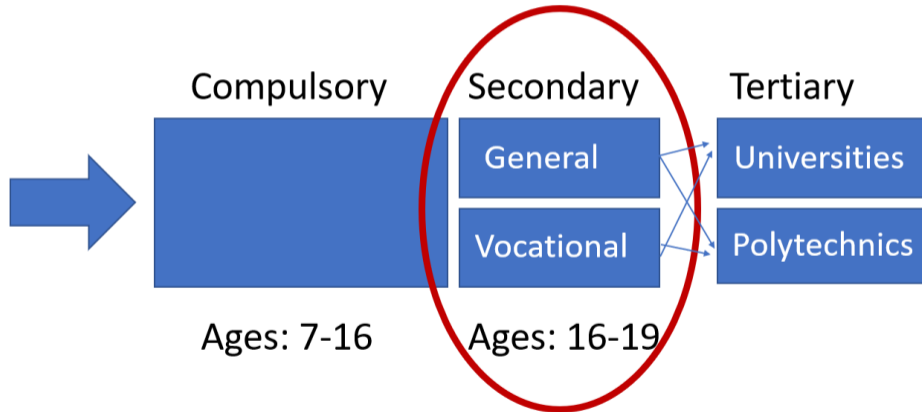 Compulsory
Secondary
Tertiary
General
Universities
Vocational
Polytechnics
Ages: 7-16
Ages: 16-19